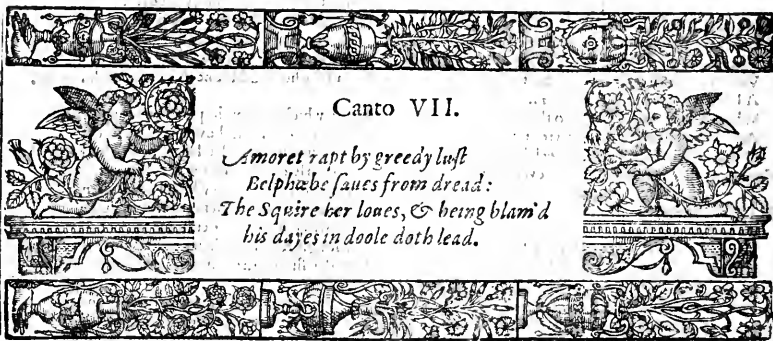 Canto VII.
Amoret rapt by greedy luſt
Belphœbe ſaues from dread:
The Squire her loues, & being blam'd
his dayes in doole doth lead.